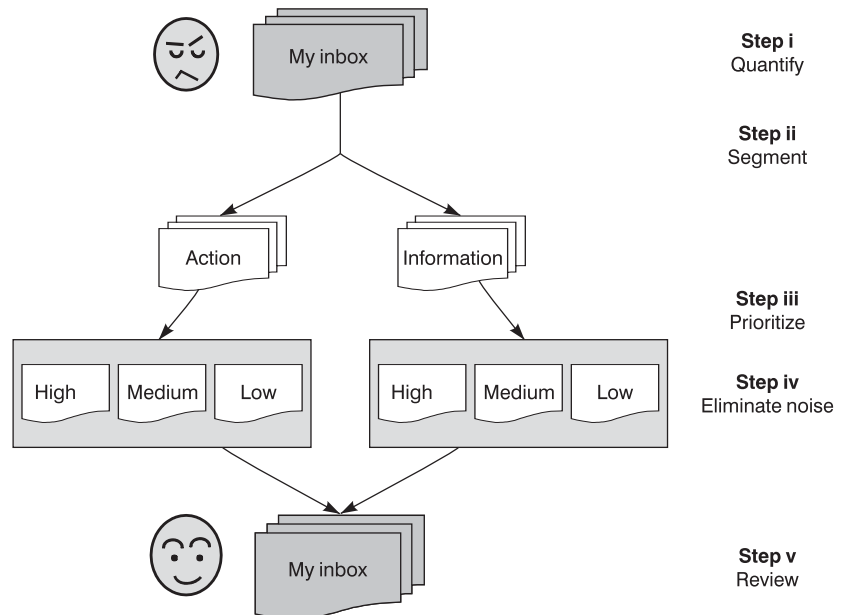 My inbox
Step i
Quantify
Step ii
Segment
Action
Information
Step iii
Prioritize
High
Medium
Low
High
Medium
Low
Step iv
Eliminate noise
My inbox
Step v
Review